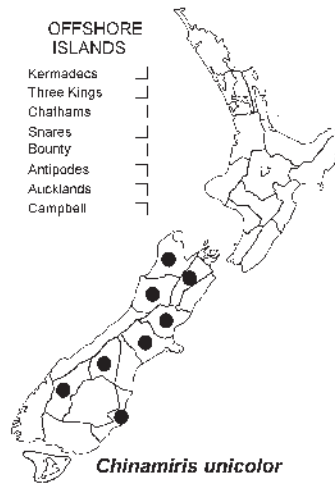 OFFSHORE
ISLANDS
Kermadecs
Three Kings
Chathams
Snares
Bounty
Antipodes
Aucklands
Campbell
Chinamiris unicolor